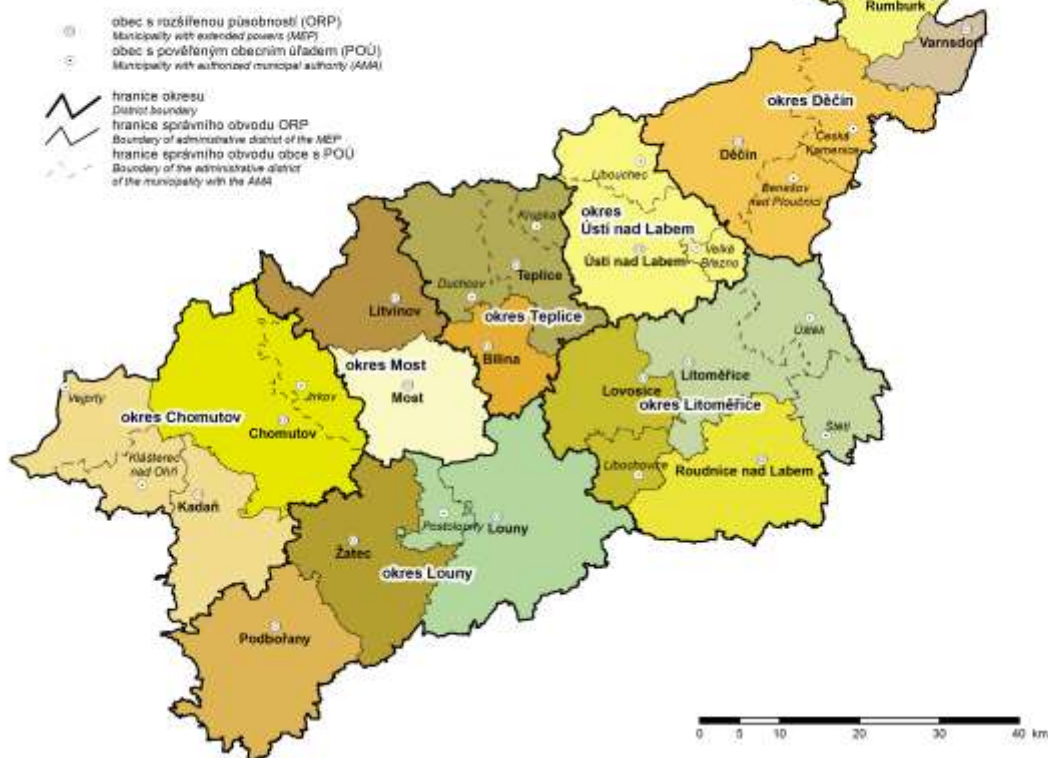 obec s rozšířenou působností (ORP)
Municipality with extended powers (MEP)
obec s pověřeným obecním úřadem (POÚ)
Municipality with authorized municipal authority (AMA)
hranice okresu
District boundary
hranice správního obvodu ORP
Boundary of administrative district of the MEP
hranice správního obvodu obce s POÚ
Boundary of the administrative district
of the municipality with the AMA
Rumburk
Varnsdorf
okres Děčín
Děčín
Česká
Kamenice
Benešov
nad Ploučnicí
Libouchec
okres
Ústí nad Labem
Ústí nad Labem
Velké
Březno
Krupka
Teplice
Duchcov
okres Teplice
Bílina
Litvínov
okres Most
Most
Úštěk
Litoměřice
Lovosice
okres Litoměřice
Štětí
Libochovice
Roudnice nad Labem
Vejprty
okres Chomutov
Jirkov
Chomutov
Klášterec
nad Ohří
Kadaň
Postoloprty
Louny
Žatec
okres Louny
Podbořany
0 5 10 20 30 40 km